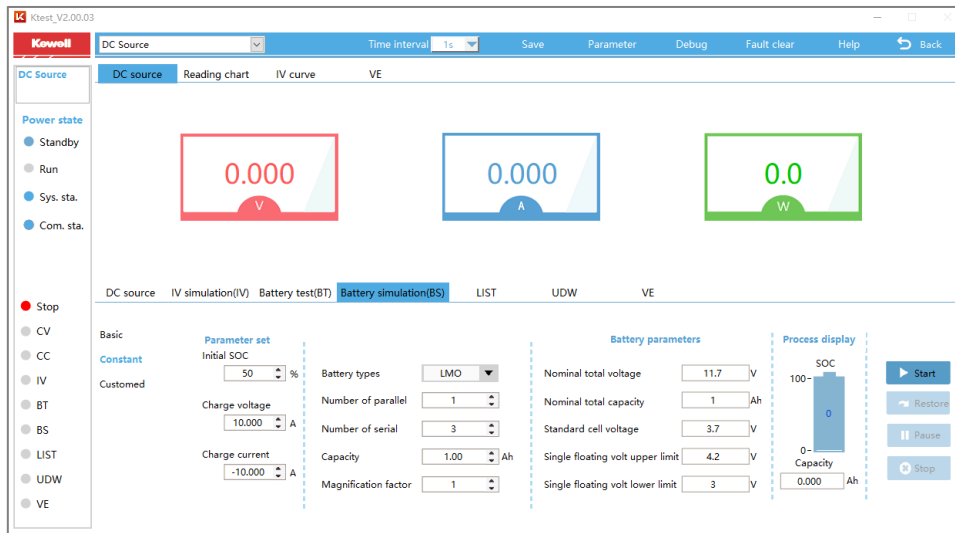 Ktest_V2.00.03
Kewell DC Source Time interval 1s Save Parameter Debug Fault clear Help Back
DC Source DC source Reading chart IV curve VE
Power state
Standby
Run
Sys. sta.
Com. sta.
0.000 0.000 0.0
V A W
DC source IV simulation(IV) Battery test(BT) Battery simulation(BS) LIST UDW VE
Stop
CV
CC
IV
BT
BS
LIST
UDW
VE
Basic
Constant
Customed
Parameter set
Initial SOC
50 %
Charge voltage
10.000 A
Charge current
-10.000 A
Battery types LMO
Number of parallel 1
Number of serial 3
Capacity 1.00 Ah
Magnification factor 1
Battery parameters
Nominal total voltage 11.7 V
Nominal total capacity 1 Ah
Standard cell voltage 3.7 V
Single floating volt upper limit 4.2 V
Single floating volt lower limit 3 V
Process display
SOC
100-
0
0-
Capacity
0.000 Ah
Start
Restore
Pause
Stop